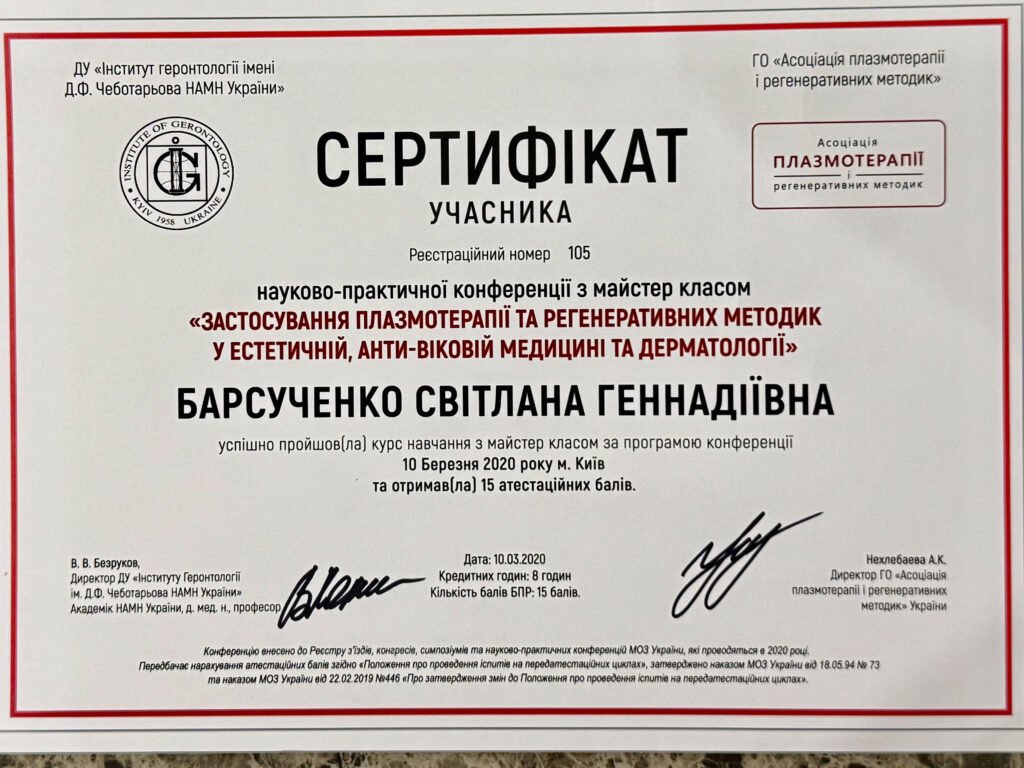 ДУ «Інститут геронтології імені
Д.Ф. Чеботарьова НАМН України»
ГО «Асоціація плазмотерапії
і регенеративних методик»
INSTITUTE OF GERONTOLOGY
KYIV 1958 UKRAINE
IG
Асоціація
ПЛАЗМОТЕРАПІЇ
і
регенеративних методик
СЕРТИФІКАТ
УЧАСНИКА
Реєстраційний номер 105
науково-практичної конференції з майстер класом
«ЗАСТОСУВАННЯ ПЛАЗМОТЕРАПІЇ ТА РЕГЕНЕРАТИВНИХ МЕТОДИК
У ЕСТЕТИЧНІЙ, АНТИ-ВІКОВІЙ МЕДИЦИНІ ТА ДЕРМАТОЛОГІЇ»
БАРСУЧЕНКО СВІТЛАНА ГЕННАДІЇВНА
успішно пройшов(ла) курс навчання з майстер класом за програмою конференції
10 Березня 2020 року м. Київ
та отримав(ла) 15 атестаційних балів.
В. В. Безруков,
Директор ДУ «Інституту Геронтології
ім. Д.Ф. Чеботарьова НАМН України»
Академік НАМН України, д. мед. н., професор
Дата: 10.03.2020
Кредитних годин: 8 годин
Кількість балів БПР: 15 балів.
Нехлебаева А.К.
Директор ГО «Асоціація
плазмотерапії і регенеративних
методик» України
Конференцію внесено до Реєстру з'їздів, конгресів, симпозіумів та науково-практичних конференцій МОЗ України, які проводяться в 2020 році.
Передбачає нарахування атестаційних балів згідно «Положення про проведення іспитів на передатестаційних циклах», затверджено наказом МОЗ України від 18.05.94 № 73
та наказом МОЗ України від 22.02.2019 №446 «Про затвердження змін до Положення про проведення іспитів на передатестаційних циклах».